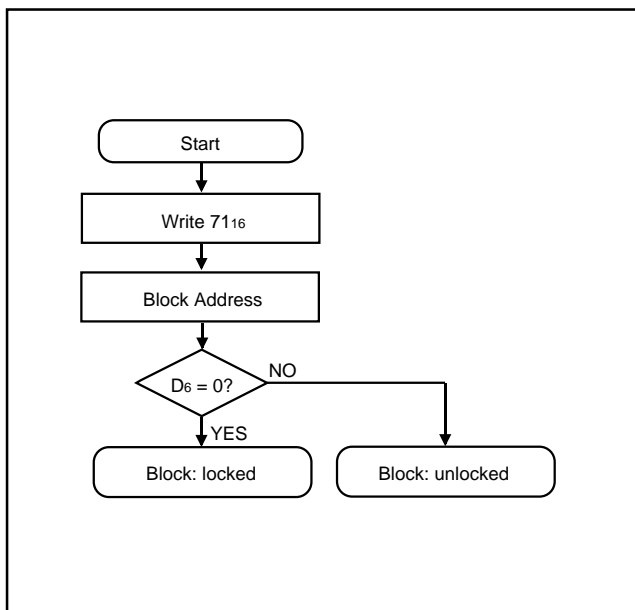 Start
Write 71₁₆
Block Address
D₆ = 0?
NO
YES
Block: locked
Block: unlocked